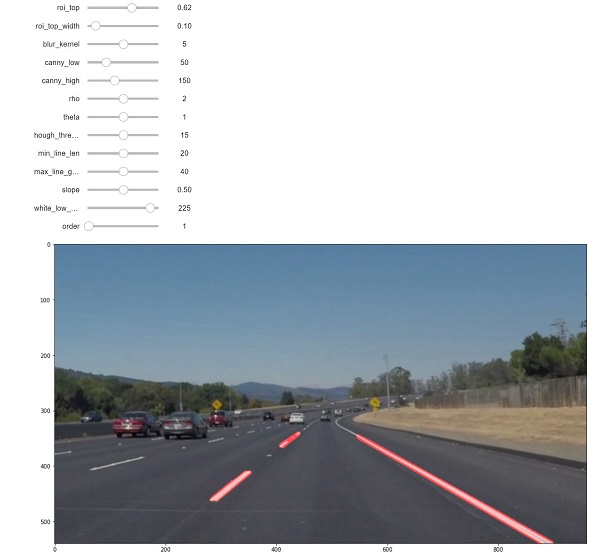 roi_top 0.62
roi_top_width 0.10
blur_kernel 5
canny_low 50
canny_high 150
rho 2
theta 1
hough_thre... 15
min_line_len 20
max_line_g... 40
slope 0.50
white_low_... 225
order 1
0
100
200
300
400
500
0 200 400 600 800